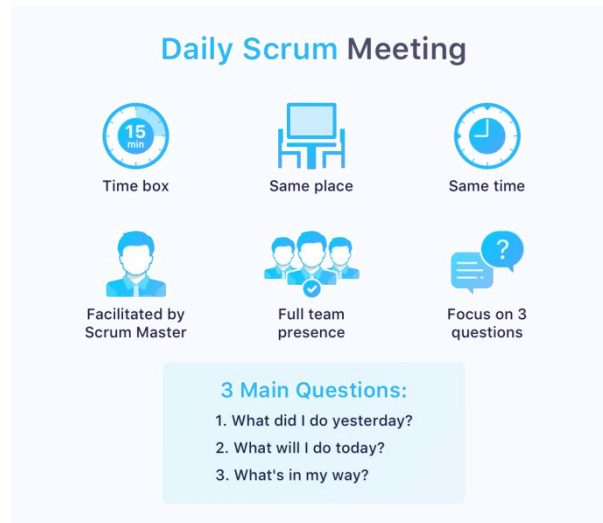 Daily Scrum Meeting
15
min
Time box
Same place
Same time
Facilitated by
Scrum Master
Full team
presence
?
Focus on 3
questions
3 Main Questions:
1. What did I do yesterday?
2. What will I do today?
3. What's in my way?